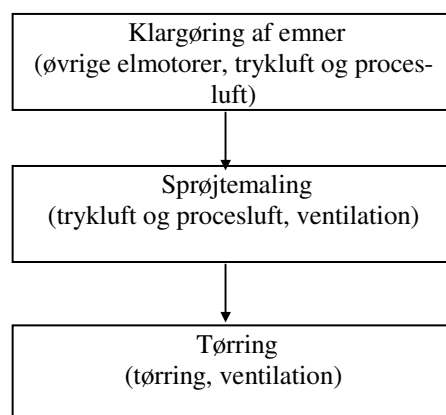 Klargøring af emner
(øvrige elmotorer, trykluft og proces-
luft)
Sprøjtemaling
(trykluft og procesluft, ventilation)
Tørring
(tørring, ventilation)